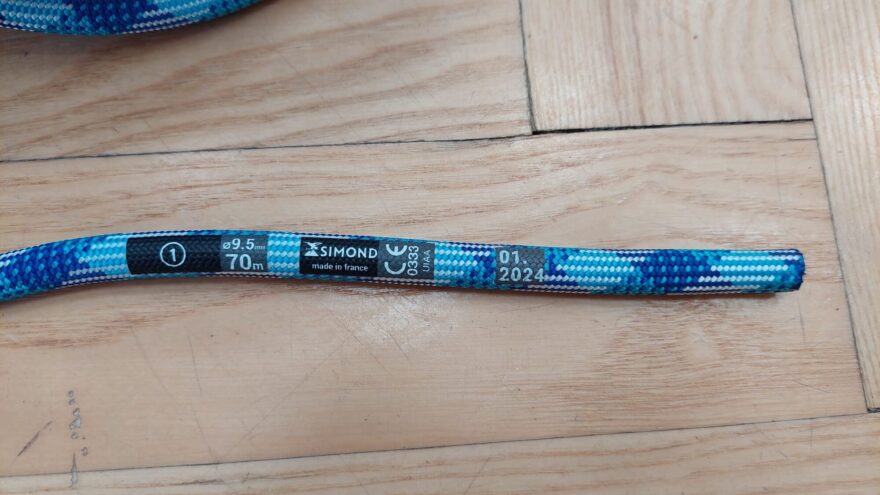 1
ø9.5mm
70m
SIMOND
made in france
CE
0333
UIAA
01.
2024